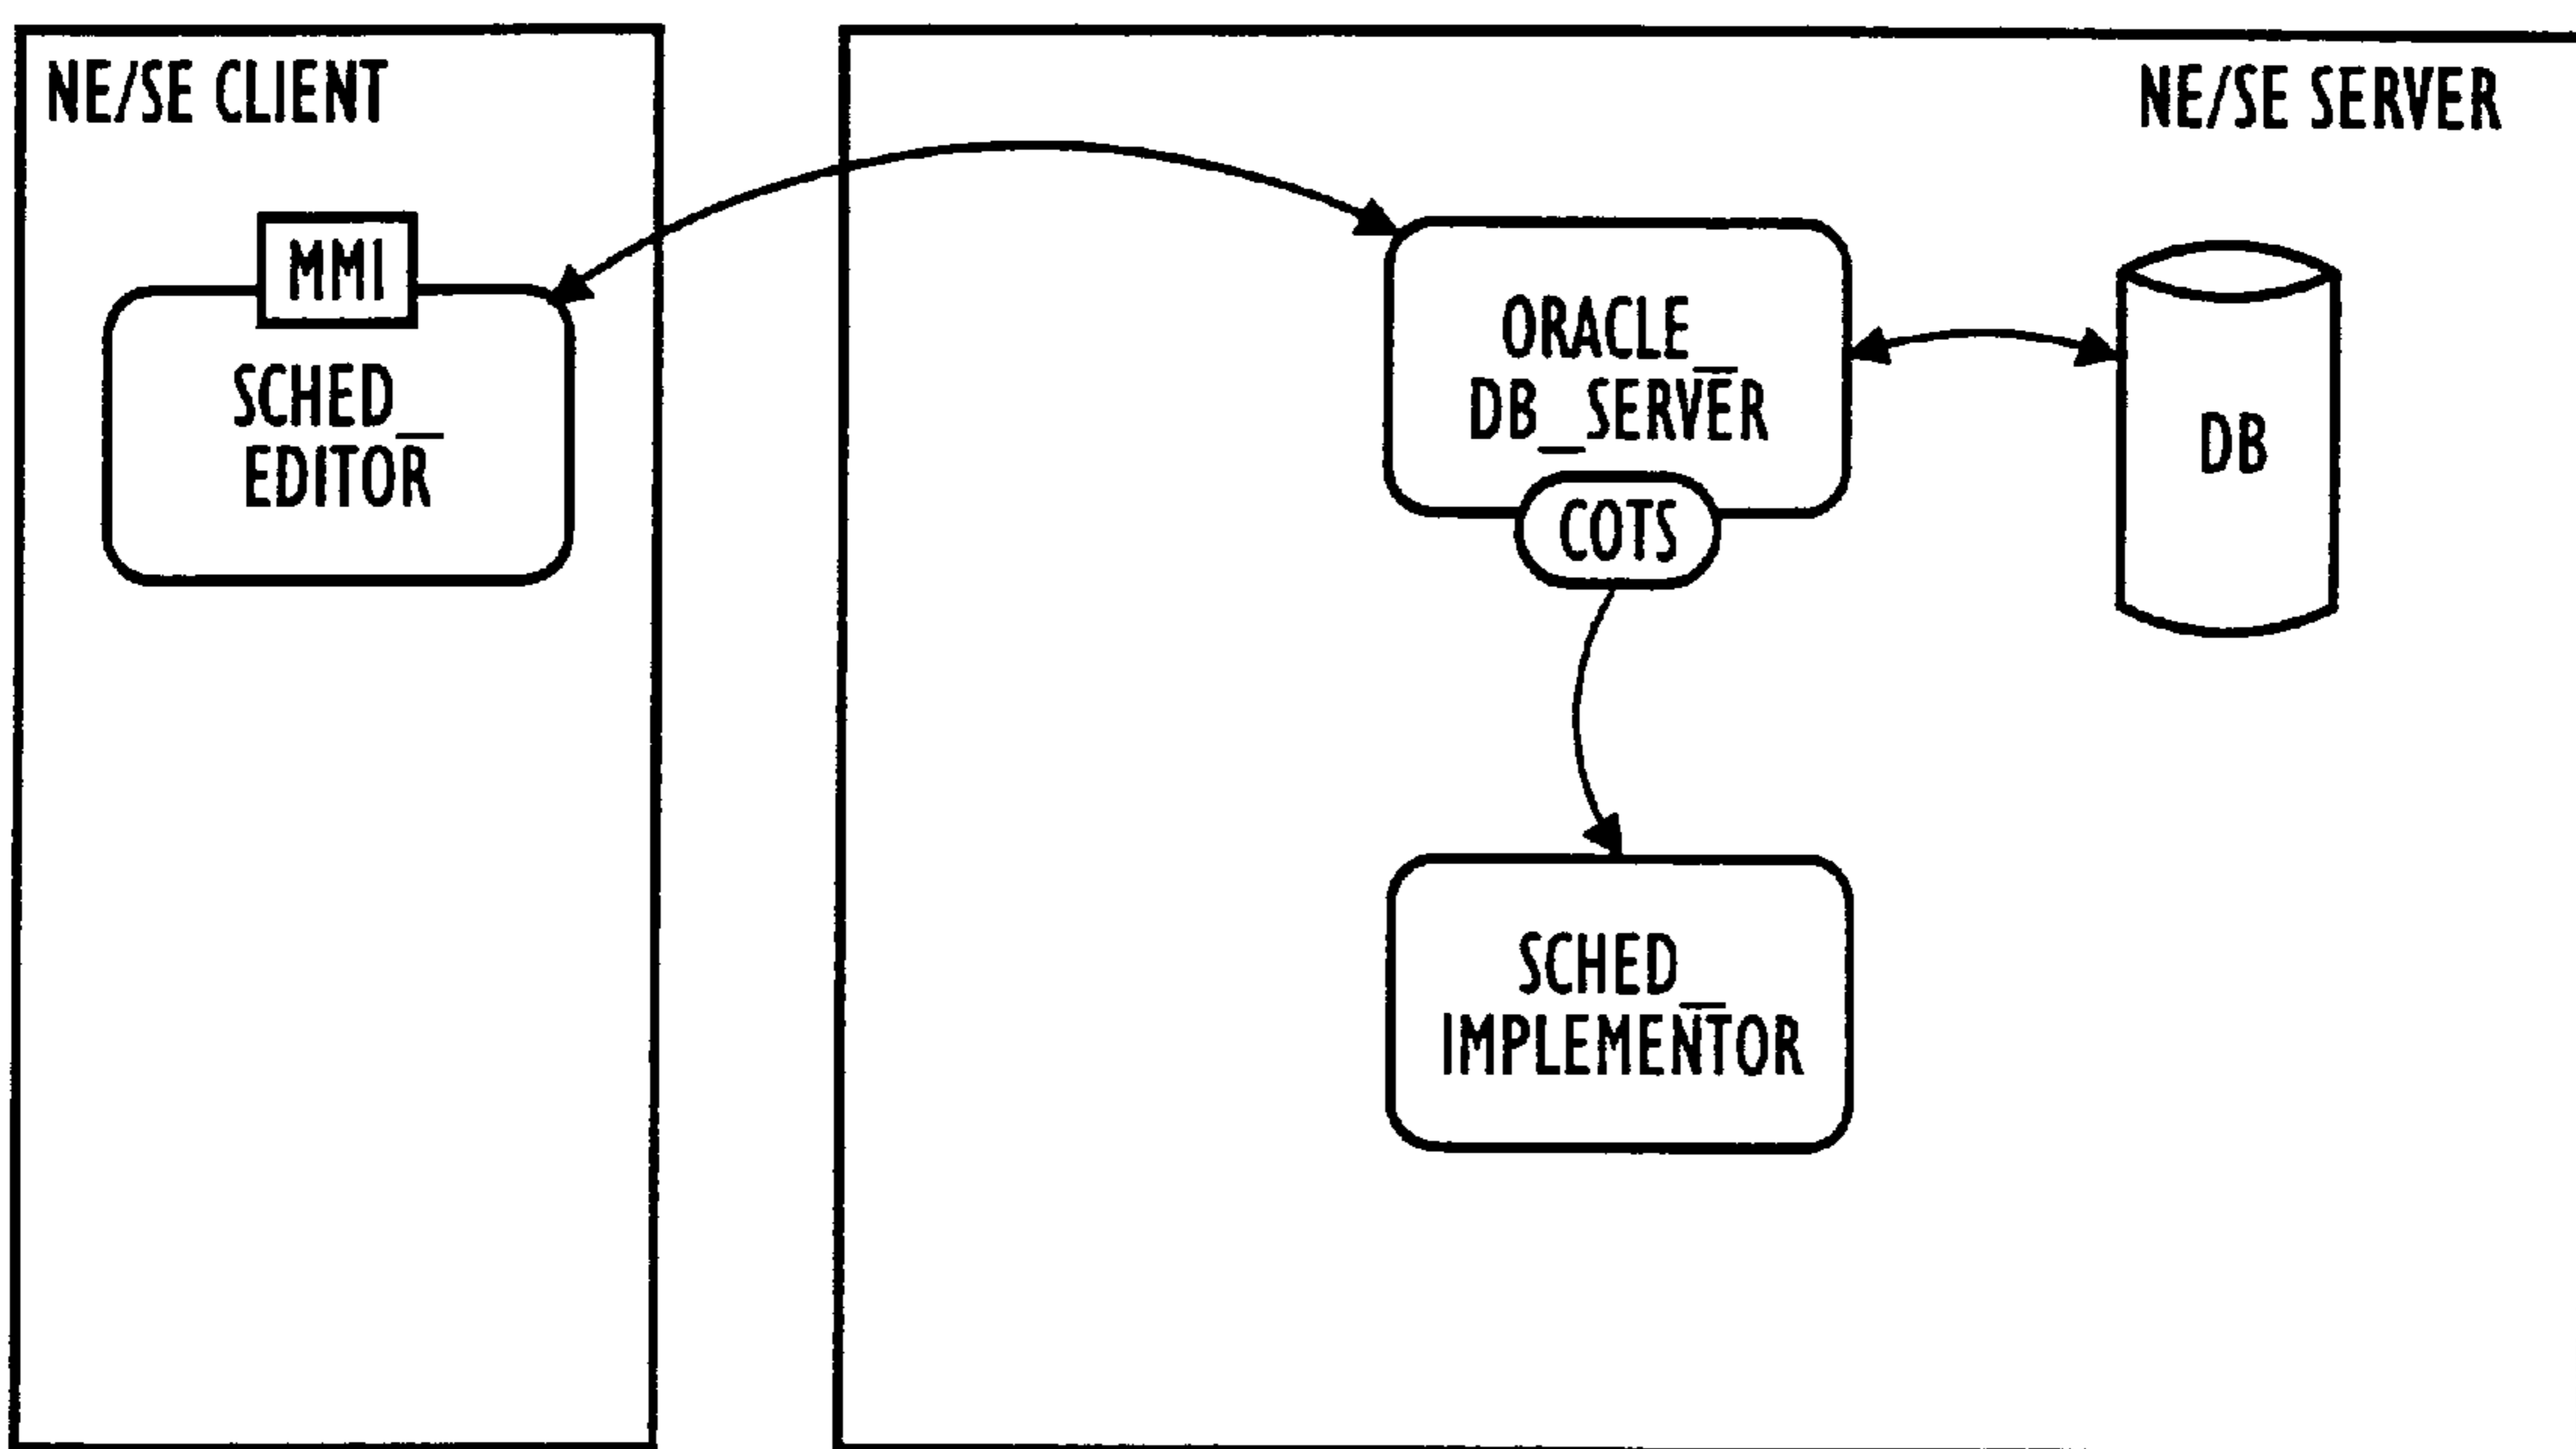 NE/SE CLIENT
NE/SE SERVER
MMI
SCHED_
EDITOR
ORACLE_
DB_SERVER
COTS
DB
SCHED_
IMPLEMENTOR